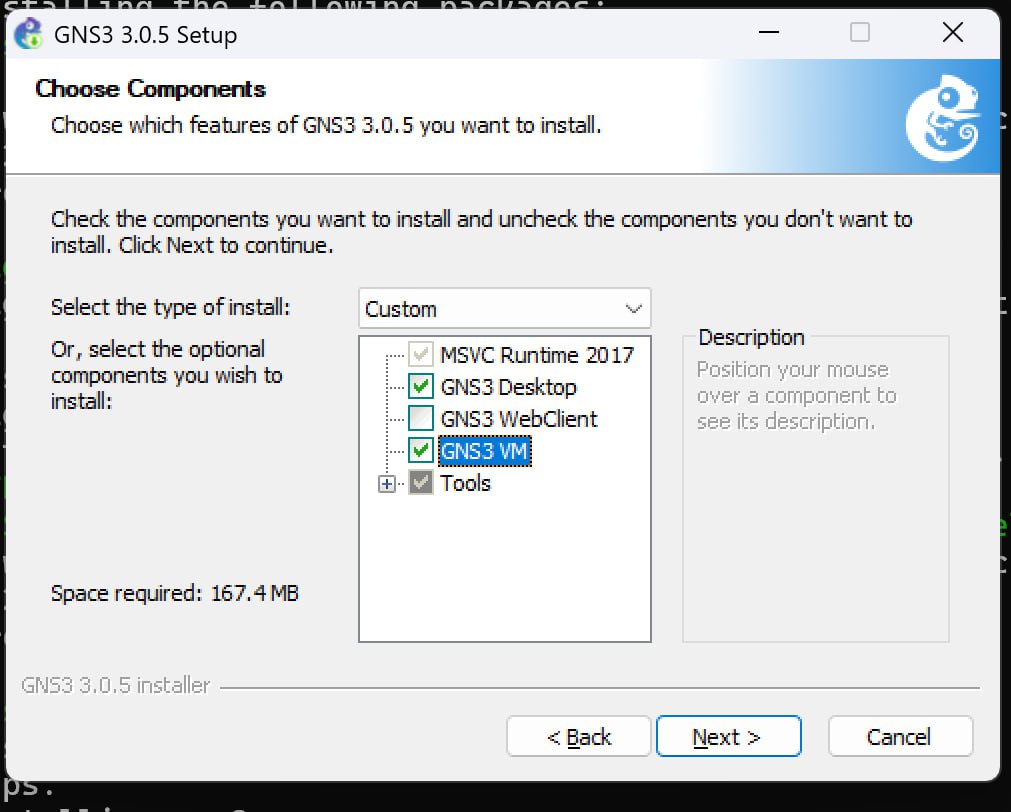 stalling the following packages:
GNS3 3.0.5 Setup
Choose Components
Choose which features of GNS3 3.0.5 you want to install.
Check the components you want to install and uncheck the components you don't want to
install. Click Next to continue.
Select the type of install:
Custom
Or, select the optional
components you wish to
install:
MSVC Runtime 2017
GNS3 Desktop
GNS3 WebClient
GNS3 VM
Tools
Description
Position your mouse
over a component to
see its description.
Space required: 167.4 MB
GNS3 3.0.5 installer
< Back
Next >
Cancel
ps.